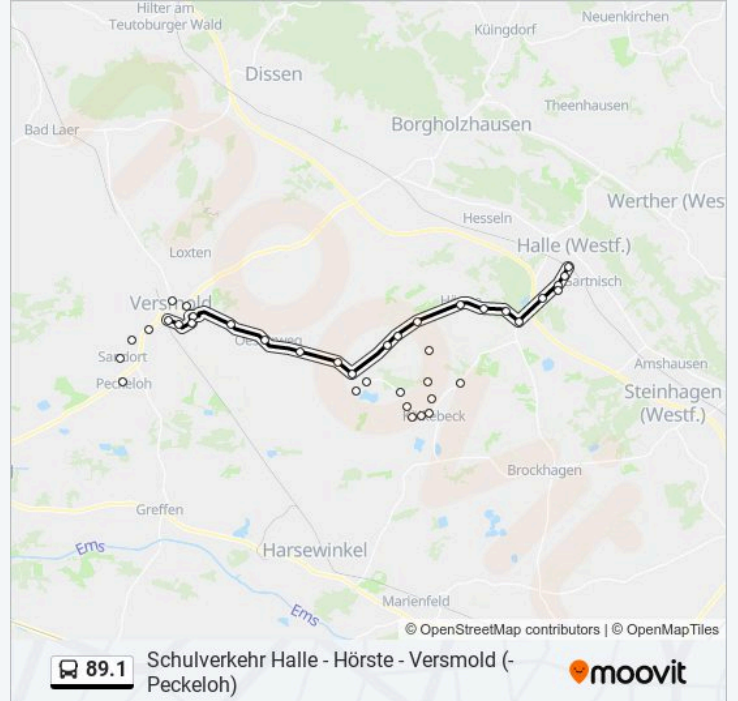 Hilter am
Teutoburger Wald
Neuenkirchen
Küingdorf
Dissen
Theenhausen
Bad Laer
Borgholzhausen
Werther (Wes
Hesseln
Halle (Westf.)
Loxten
Versmold
Sandort
Peckeloh
Amshausen
Steinhagen
(Westf.)
Brockhagen
Greffen
Ems
Harsewinkel
Ems
Marienfeld
© OpenStreetMap contributors | © OpenMapTiles
89.1
Schulverkehr Halle - Hörste - Versmold (-
Peckeloh)
moovit